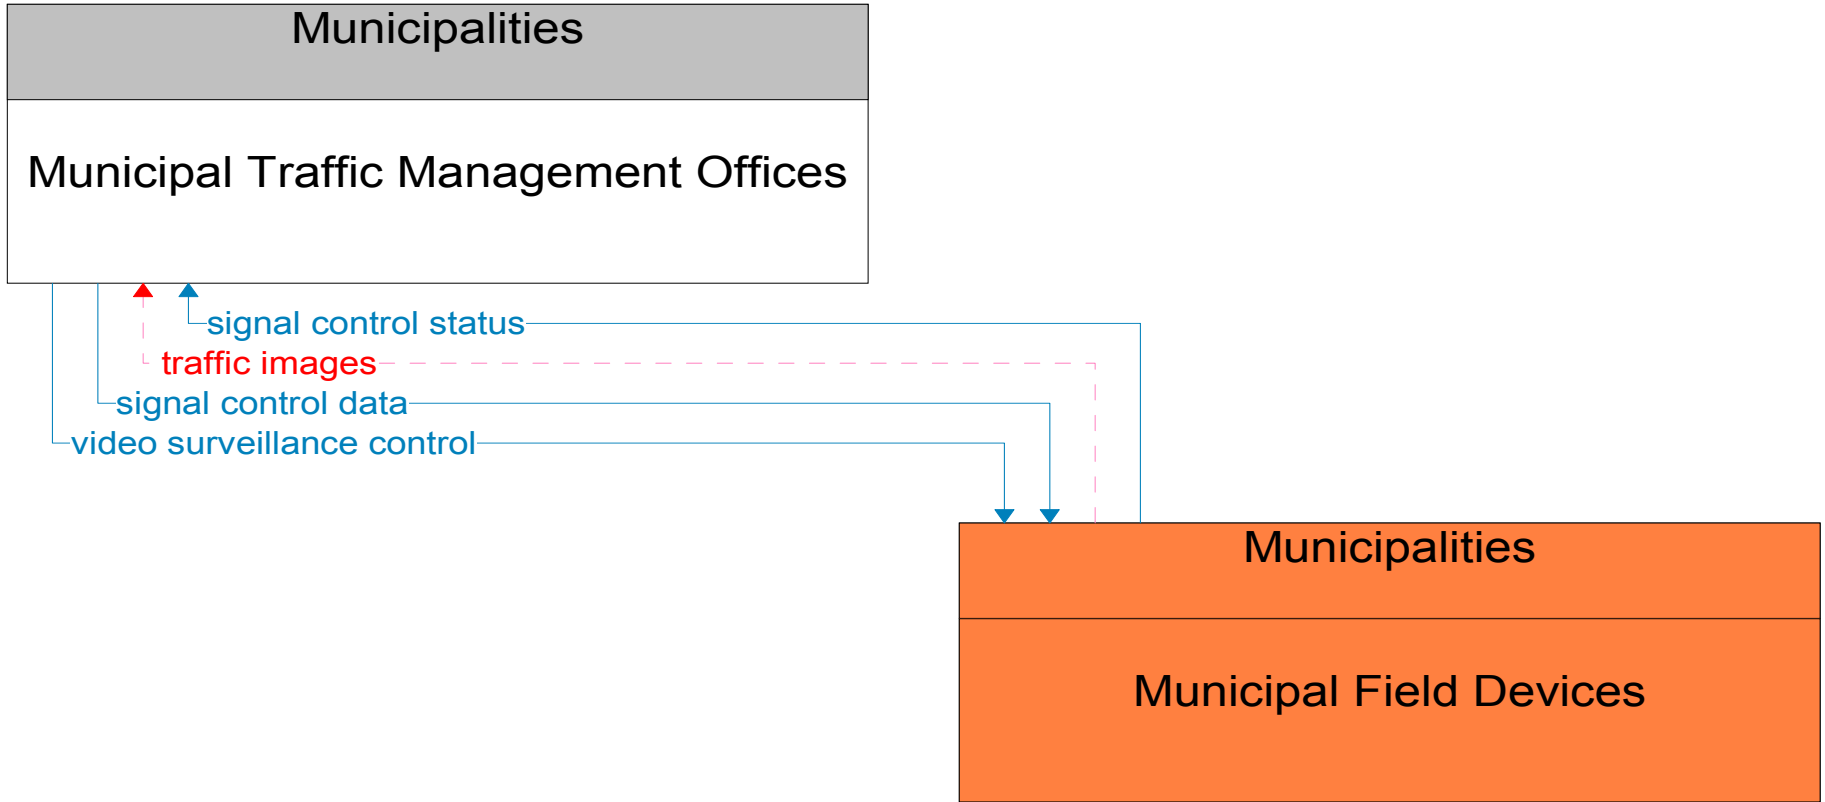 Municipalities
Municipal Traffic Management Offices
signal control status
traffic images
signal control data
video surveillance control
Municipalities
Municipal Field Devices